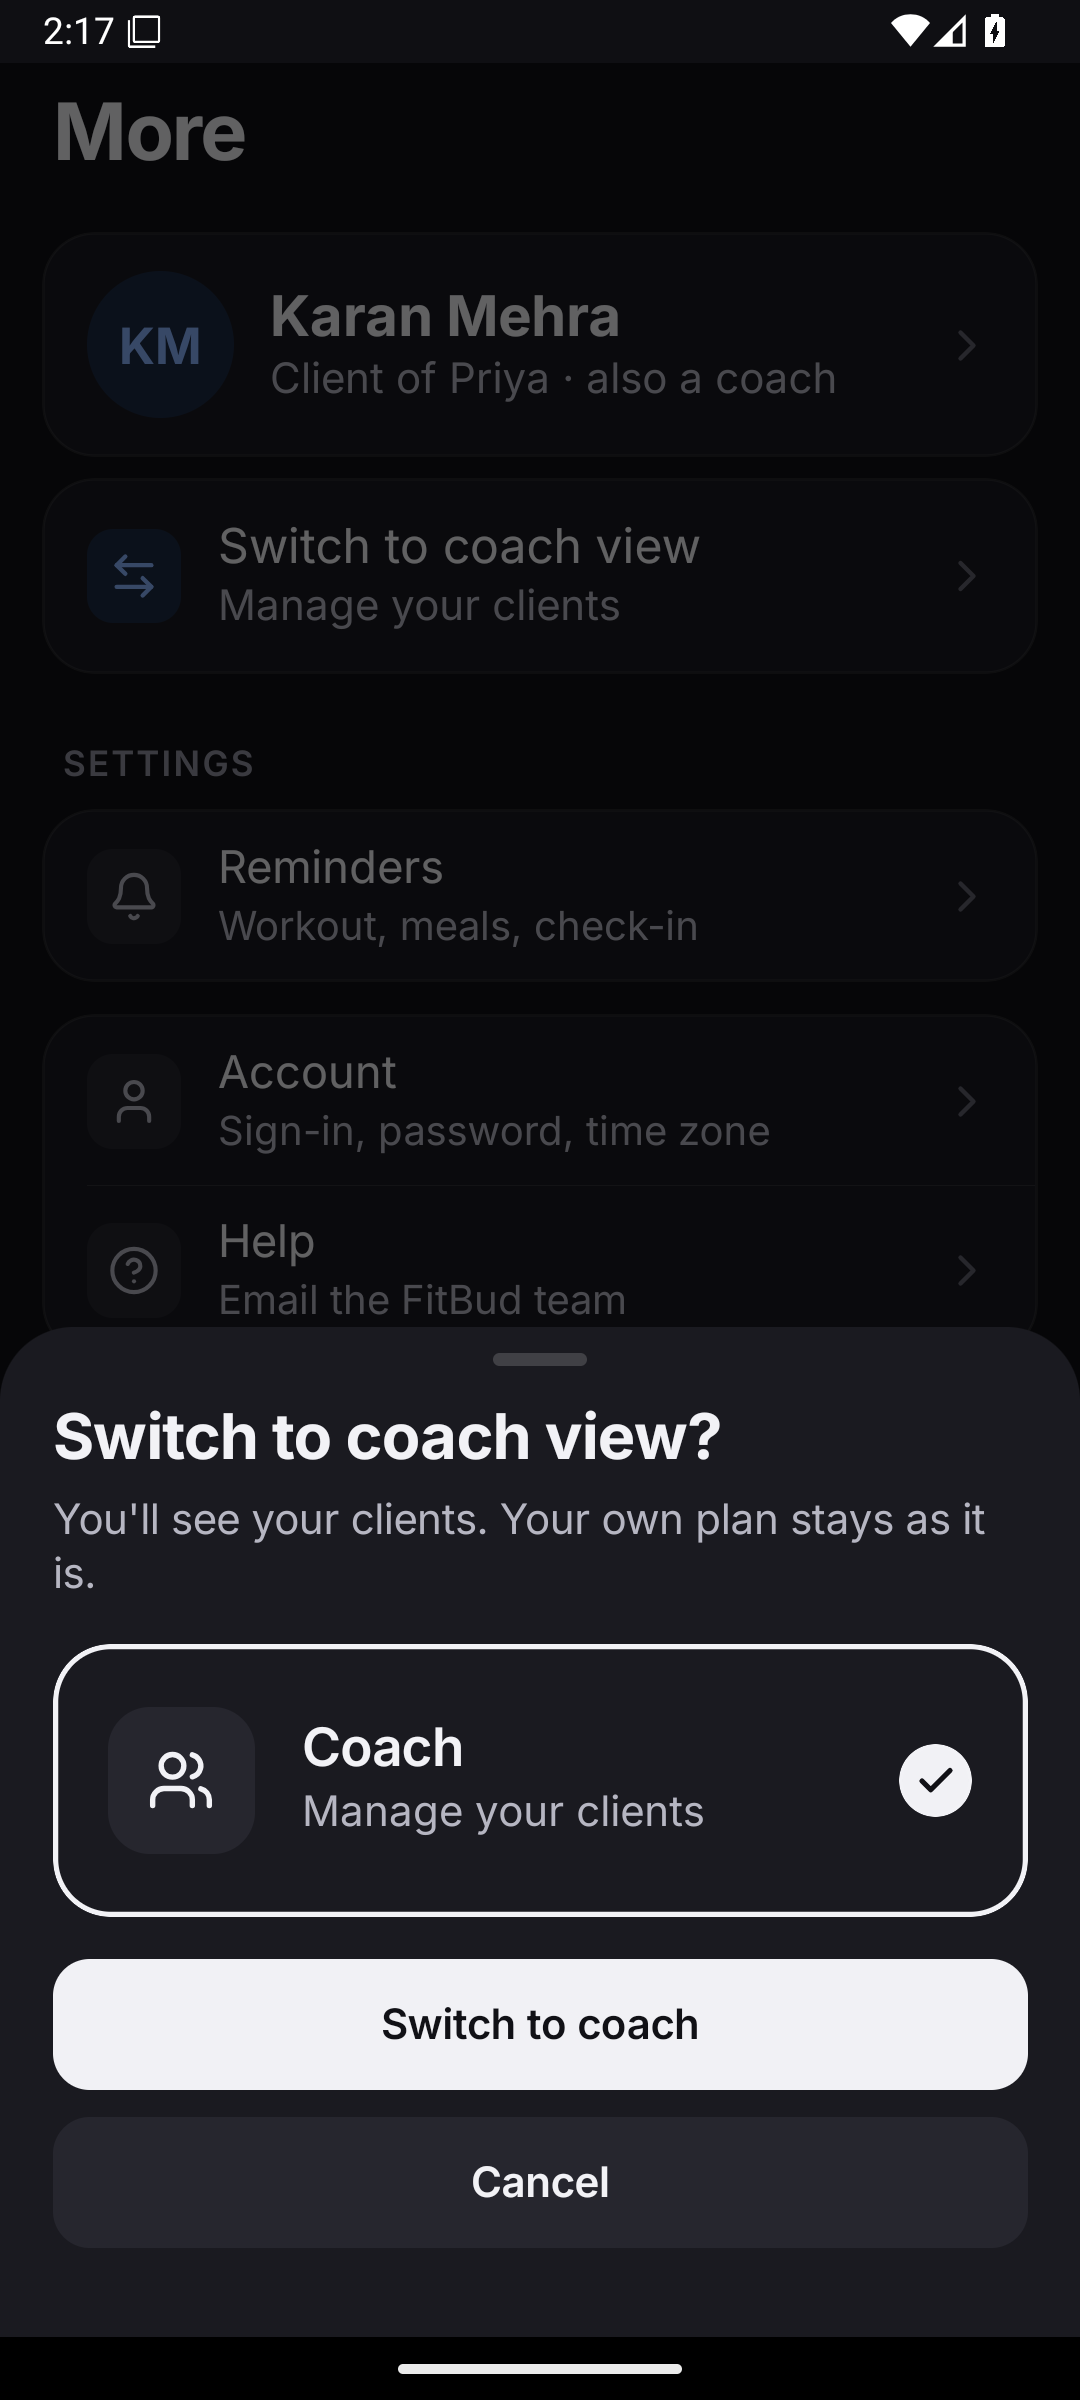 2:17
More
KM
Karan Mehra
Client of Priya · also a coach
Switch to coach view
Manage your clients
SETTINGS
Reminders
Workout, meals, check-in
Account
Sign-in, password, time zone
Help
Email the FitBud team
Switch to coach view?
You'll see your clients. Your own plan stays as it
is.
Coach
Manage your clients
Switch to coach
Cancel